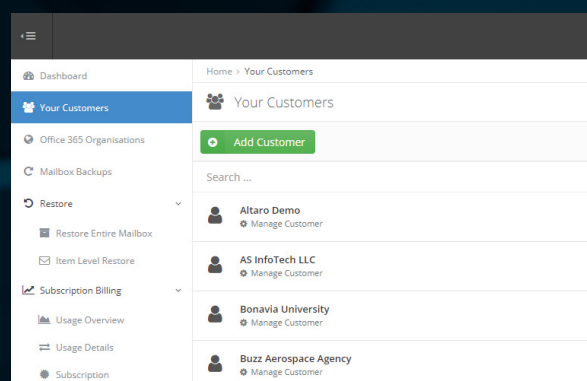 Home > Your Customers
Dashboard
Your Customers
Office 365 Organisations
Mailbox Backups
Restore
Restore Entire Mailbox
Item Level Restore
Subscription Billing
Usage Overview
Usage Details
Subscription
Your Customers
Add Customer
Search ...
Altaro Demo
Manage Customer
AS InfoTech LLC
Manage Customer
Bonavia University
Manage Customer
Buzz Aerospace Agency
Manage Customer